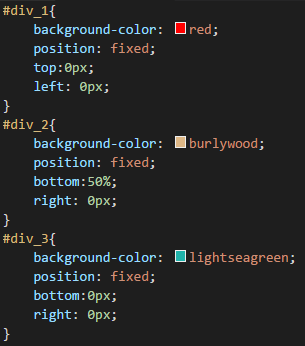 #div_1{
    background-color: red;
    position: fixed;
    top:0px;
    left: 0px;
}
#div_2{
    background-color: burlywood;
    position: fixed;
    bottom:50%;
    right: 0px;
}
#div_3{
    background-color: lightseagreen;
    position: fixed;
    bottom:0px;
    right: 0px;
}